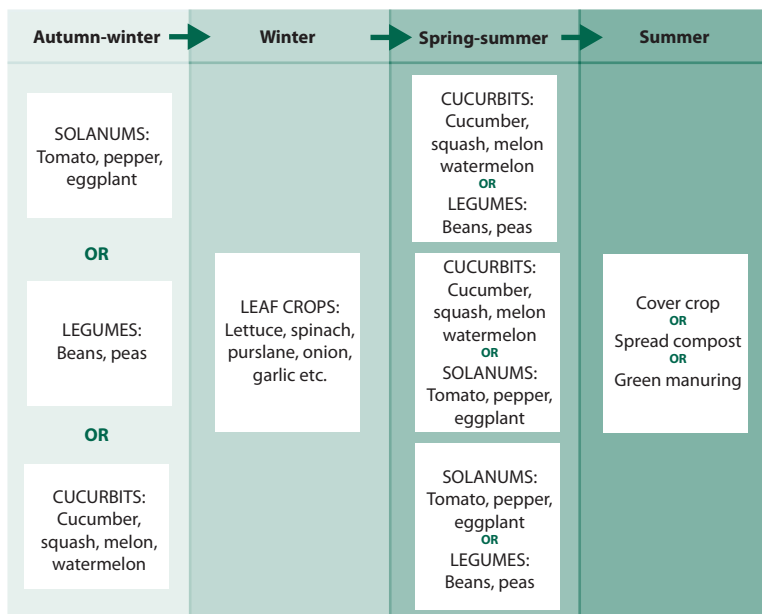 Autumn-winter
Winter
Spring-summer
Summer
SOLANUMS:
Tomato, pepper,
eggplant
OR
LEGUMES:
Beans, peas
OR
CUCURBITS:
Cucumber,
squash, melon,
watermelon
LEAF CROPS:
Lettuce, spinach,
purslane, onion,
garlic etc.
CUCURBITS:
Cucumber,
squash, melon
watermelon
OR
LEGUMES:
Beans, peas
CUCURBITS:
Cucumber,
squash, melon
watermelon
OR
SOLANUMS:
Tomato, pepper,
eggplant
SOLANUMS:
Tomato, pepper,
eggplant
OR
LEGUMES:
Beans, peas
Cover crop
OR
Spread compost
OR
Green manuring